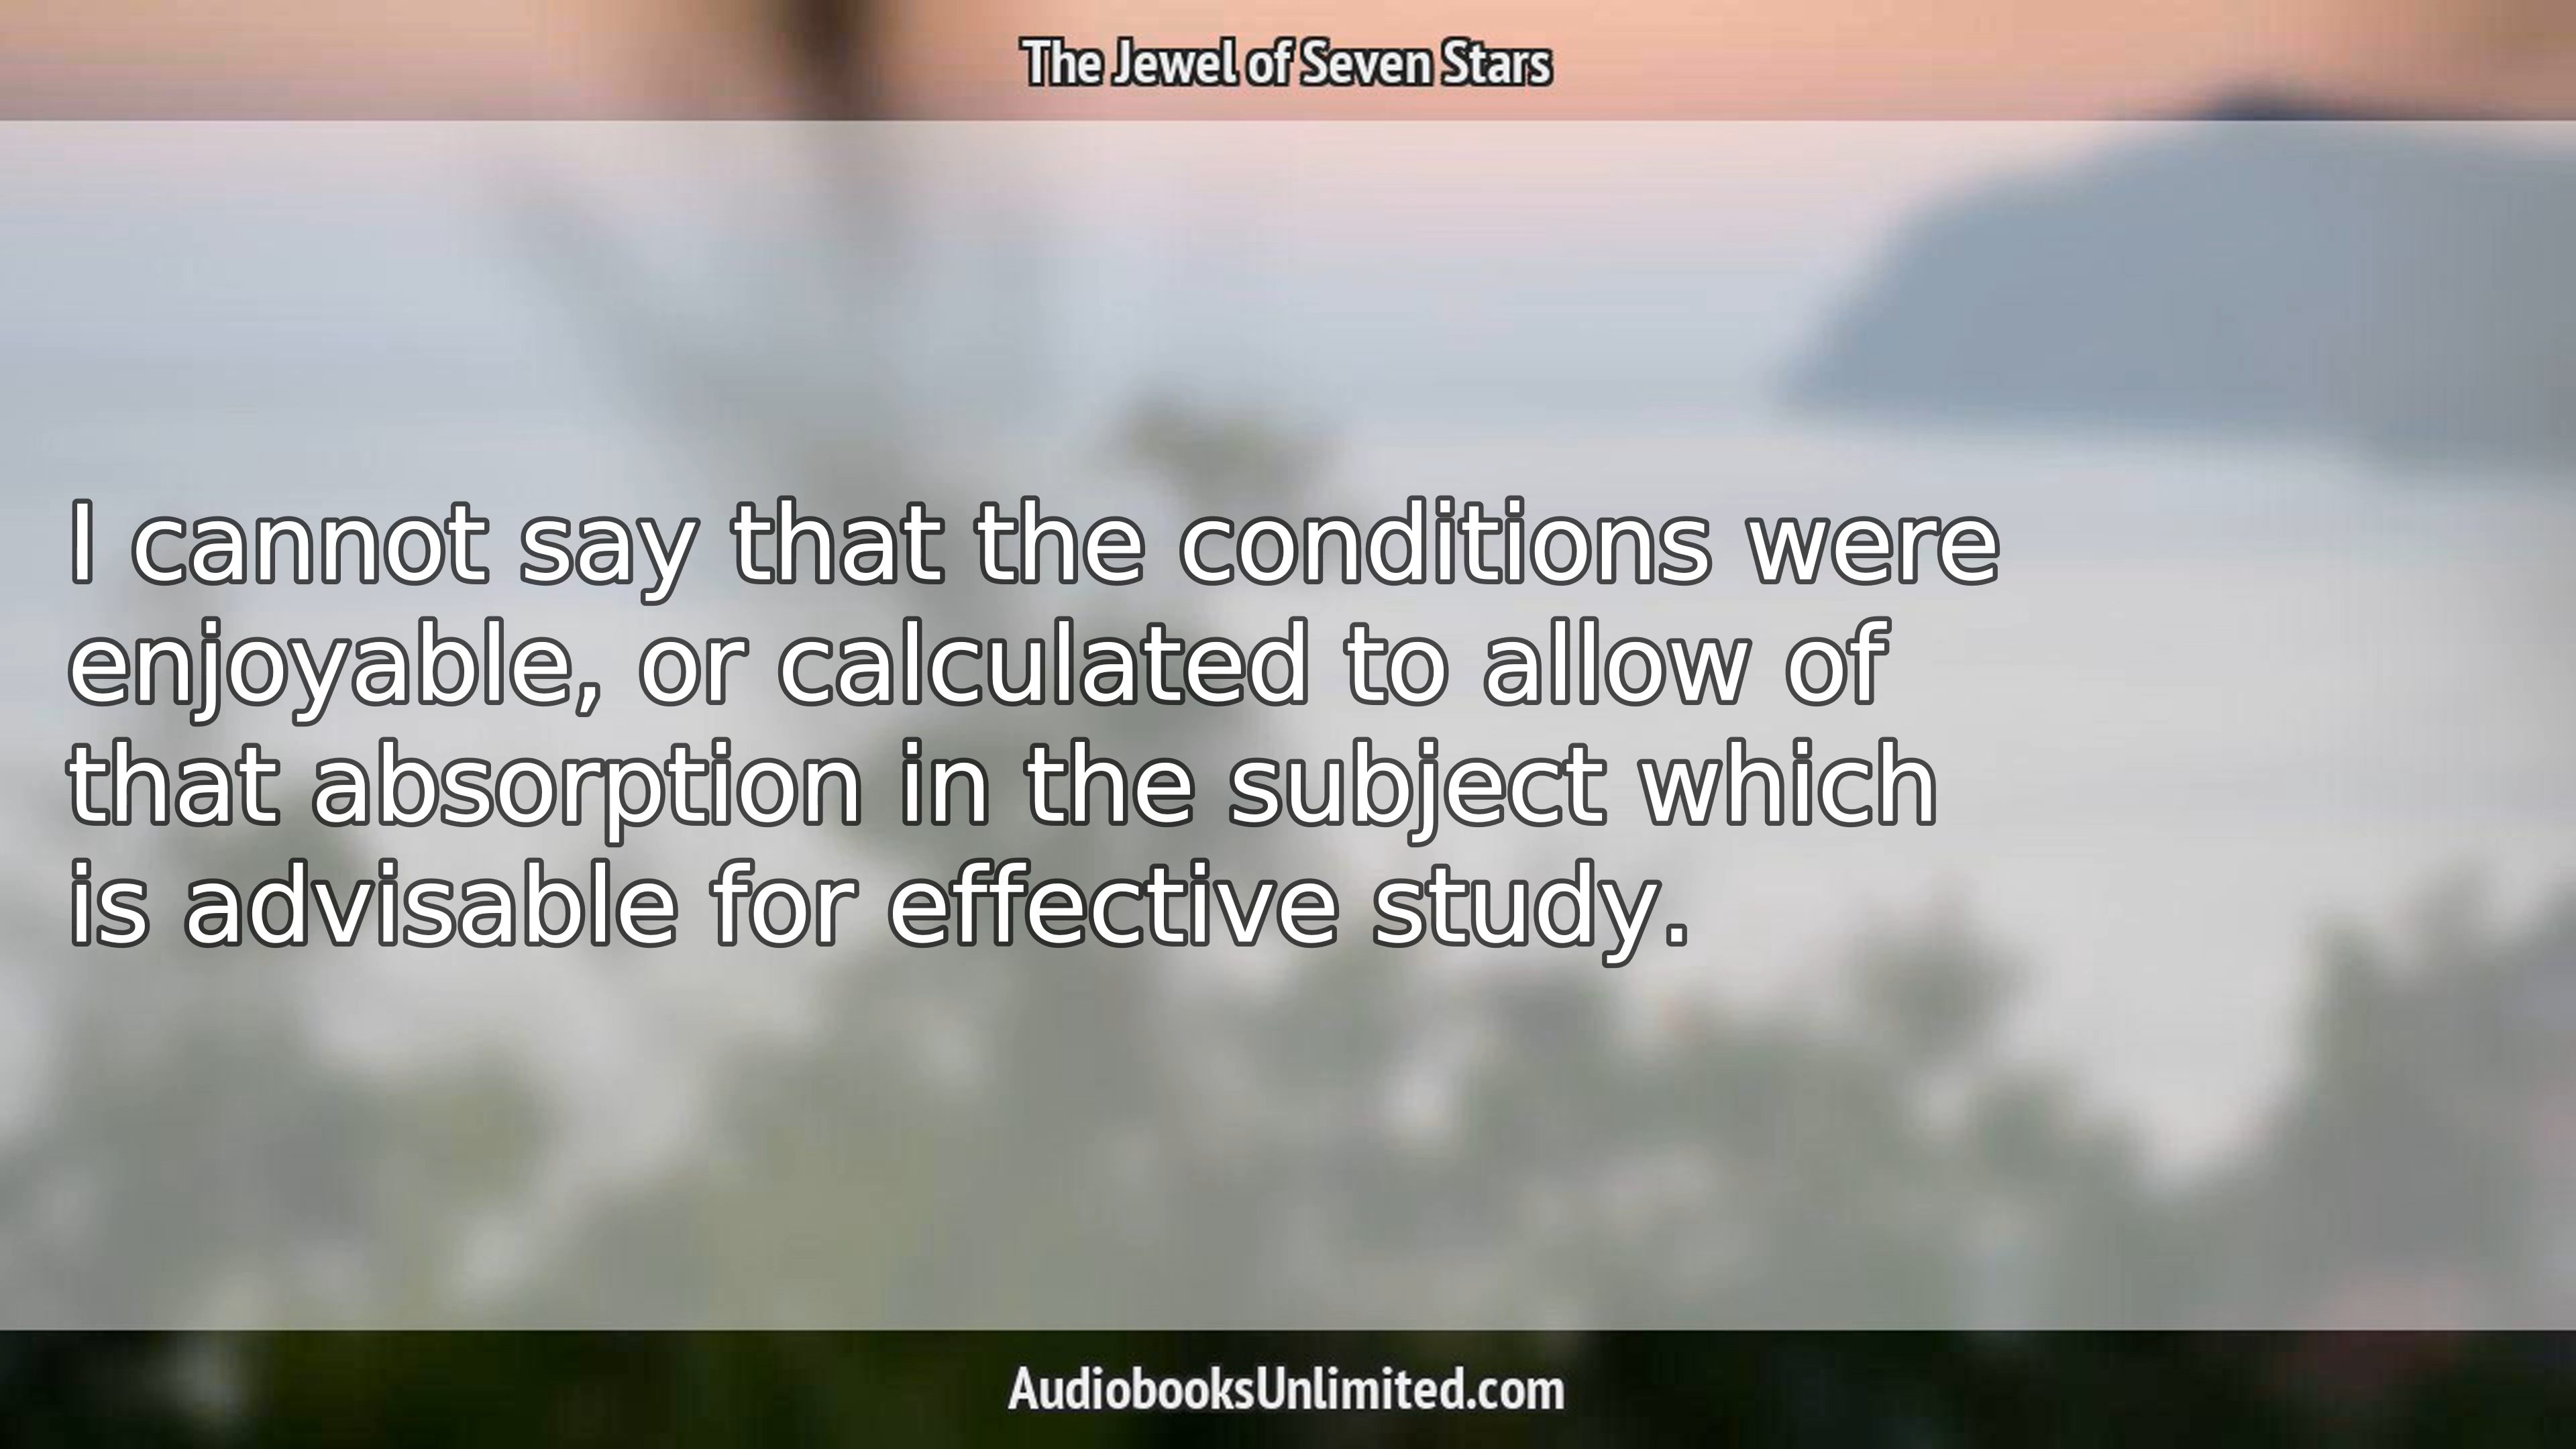 The Jewel of Seven Stars
I cannot say that the conditions were
enjoyable, or calculated to allow of
that absorption in the subject which
is advisable for effective study.
AudiobooksUnlimited.com